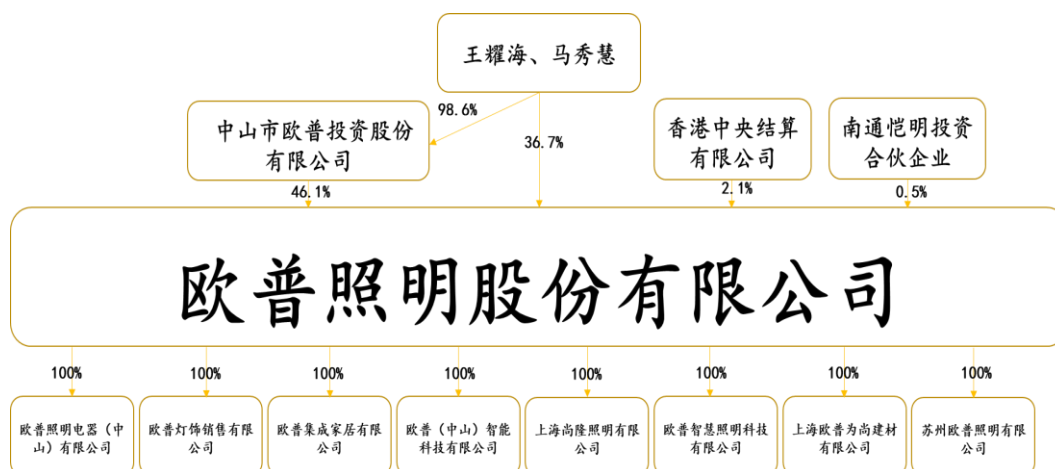 王耀海、马秀慧
98.6%
中山市欧普投资股份
有限公司
36.7%
香港中央结算
有限公司
南通恺明投资
合伙企业
46.1%
2.1%
0.5%
欧普照明股份有限公司
100%
100%
100%
100%
100%
100%
100%
100%
欧普照明电器（中
山）有限公司
欧普灯饰销售有限
公司
欧普集成家居有限
公司
欧普（中山）智能
科技有限公司
上海尚隆照明有限
公司
欧普智慧照明科技
有限公司
上海欧普为尚建材
有限公司
苏州欧普照明有限
公司